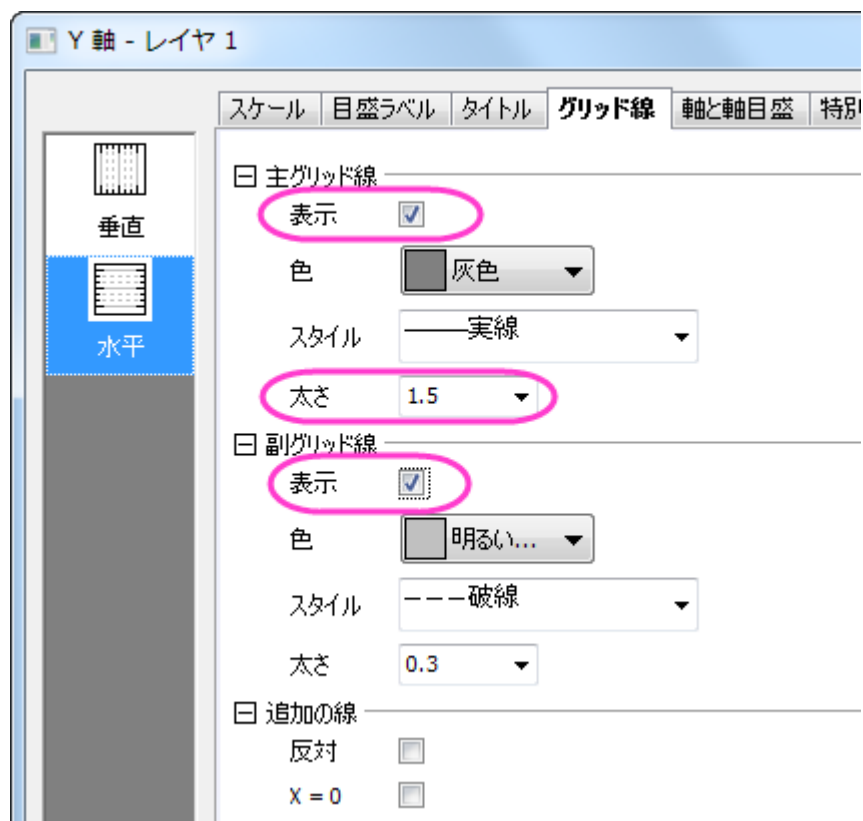 Y 軸 - レイヤ 1
スケール 目盛ラベル タイトル グリッド線 軸と軸目盛 特別
垂直
水平
主グリッド線
表示
色 灰色
スタイル 実線
太さ 1.5
副グリッド線
表示
色 明るい...
スタイル 破線
太さ 0.3
追加の線
反対
X = 0